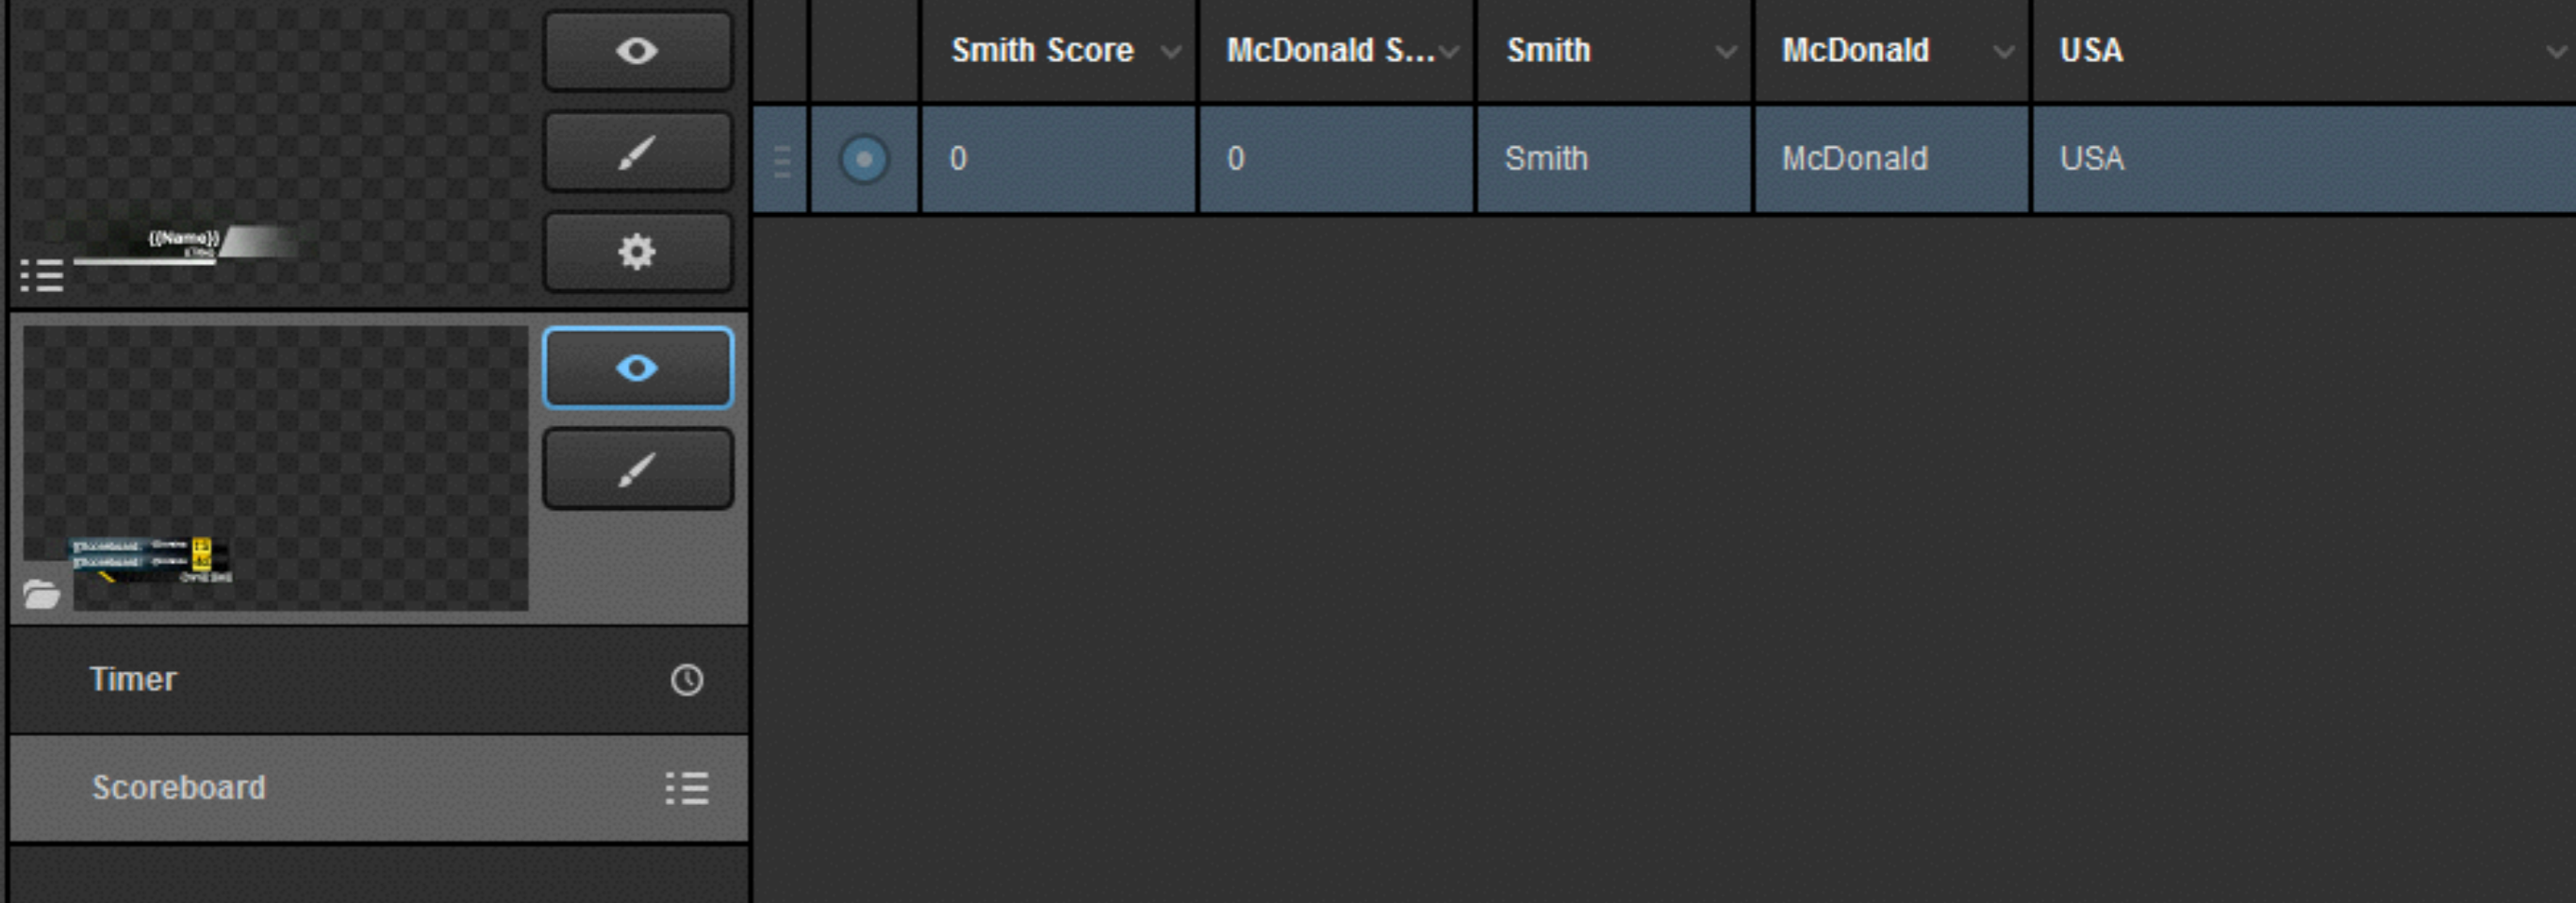 Smith Score McDonald S... Smith McDonald USA
0 0 Smith McDonald USA
{{Name}}
Timer
Scoreboard